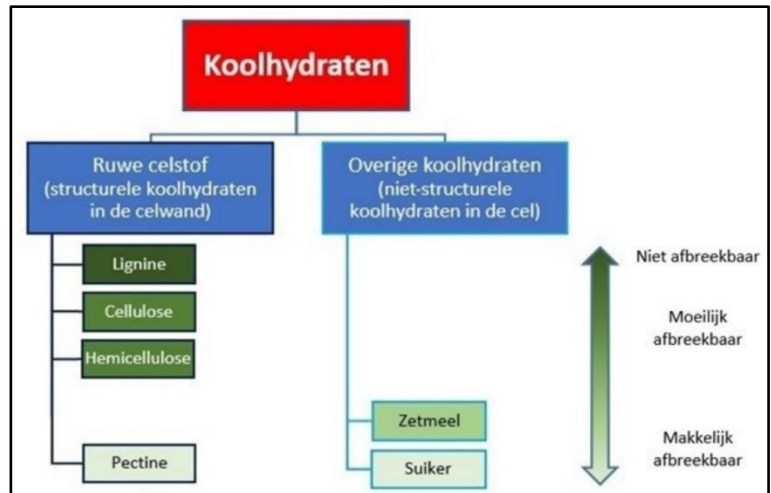 Koolhydraten
Ruwe celstof
(structurele koolhydraten
in de celwand)
Overige koolhydraten
(niet-structurele
koolhydraten in de cel)
Lignine
Cellulose
Hemicellulose
Pectine
Zetmeel
Suiker
Niet afbreekbaar
Moeilijk
afbreekbaar
Makkelijk
afbreekbaar